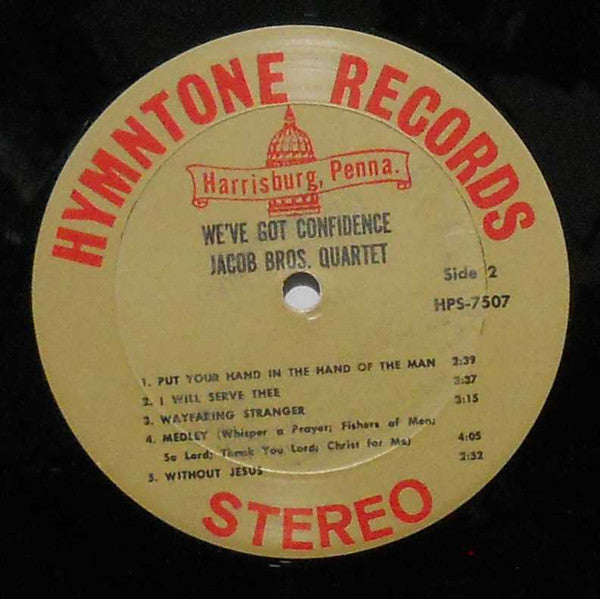 HYMNTONE RECORDS
Harrisburg, Penna.
WE'VE GOT CONFIDENCE
JACOB BROS. QUARTET
Side 2
HPS-7507
1. PUT YOUR HAND IN THE HAND OF THE MAN 2:39
2. I WILL SERVE THEE 3:37
3. WAYFARING STRANGER 3:15
4. MEDLEY (Whisper a Prayer; Fishers of Men;
So Lord; Thank You Lord; Christ for Me) 4:05
5. WITHOUT JESUS 2:32
STEREO